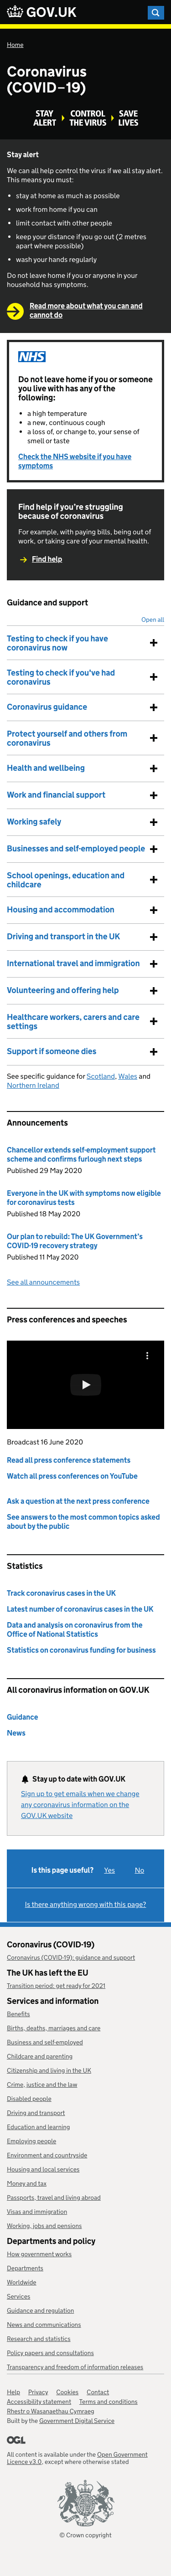 GOV.UK
Home
Coronavirus
(COVID-19)
STAY
ALERT
CONTROL
THE VIRUS
SAVE
LIVES
Stay alert
We can all help control the virus if we all stay alert.
This means you must:
stay at home as much as possible
work from home if you can
limit contact with other people
keep your distance if you go out (2 metres
apart where possible)
wash your hands regularly
Do not leave home if you or anyone in your
household has symptoms.
Read more about what you can and
cannot do
NHS
Do not leave home if you or someone
you live with has any of the
following:
a high temperature
a new, continuous cough
a loss of, or change to, your sense of
smell or taste
Check the NHS website if you have
symptoms
Find help if you're struggling
because of coronavirus
For example, with paying bills, being out
of work, or taking care of your mental health.
Find help
Guidance and support
Open all
Testing to check if you have
coronavirus now
Testing to check if you've had
coronavirus
Coronavirus guidance
Protect yourself and others from
coronavirus
Health and wellbeing
Work and financial support
Working safely
Businesses and self-employed people
School openings, education and
childcare
Housing and accommodation
Driving and transport in the UK
International travel and immigration
Volunteering and offering help
Healthcare workers, carers and care
settings
Support if someone dies
See specific guidance for Scotland, Wales and
Northern Ireland
Announcements
Chancellor extends self-employment support
scheme and confirms furlough next steps
Published 29 May 2020
Everyone in the UK with symptoms now eligible
for coronavirus tests
Published 18 May 2020
Our plan to rebuild: The UK Government's
COVID-19 recovery strategy
Published 11 May 2020
See all announcements
Press conferences and speeches
Broadcast 16 June 2020
Read all press conference statements
Watch all press conferences on YouTube
Ask a question at the next press conference
See answers to the most common topics asked
about by the public
Statistics
Track coronavirus cases in the UK
Latest number of coronavirus cases in the UK
Data and analysis on coronavirus from the
Office of National Statistics
Statistics on coronavirus funding for business
All coronavirus information on GOV.UK
Guidance
News
Stay up to date with GOV.UK
Sign up to get emails when we change
any coronavirus information on the
GOV.UK website
Is this useful? Yes No
Is there anything wrong with this page?
Coronavirus (COVID-19)
Coronavirus (COVID-19): guidance and support
The UK has left the EU
Transition period: get ready for 2021
Services and information
Benefits
Births, deaths, marriages and care
Business and self-employed
Childcare and parenting
Citizenship and living in the UK
Crime, justice and the law
Disabled people
Driving and transport
Education and learning
Employing people
Environment and countryside
Housing and local services
Money and tax
Passports, travel and living abroad
Visas and immigration
Working, jobs and pensions
Departments and policy
How government works
Departments
Worldwide
Services
Guidance and regulation
News and communications
Research and statistics
Policy papers and consultations
Transparency and freedom of information releases
Help Privacy Cookies Contact
Accessibility statement Terms and conditions
Rhestr o Wasanaethau Cymraeg
Built by the Government Digital Service
OGL
All content is available under the Open Government
Licence v3.0, except where otherwise stated
© Crown copyright